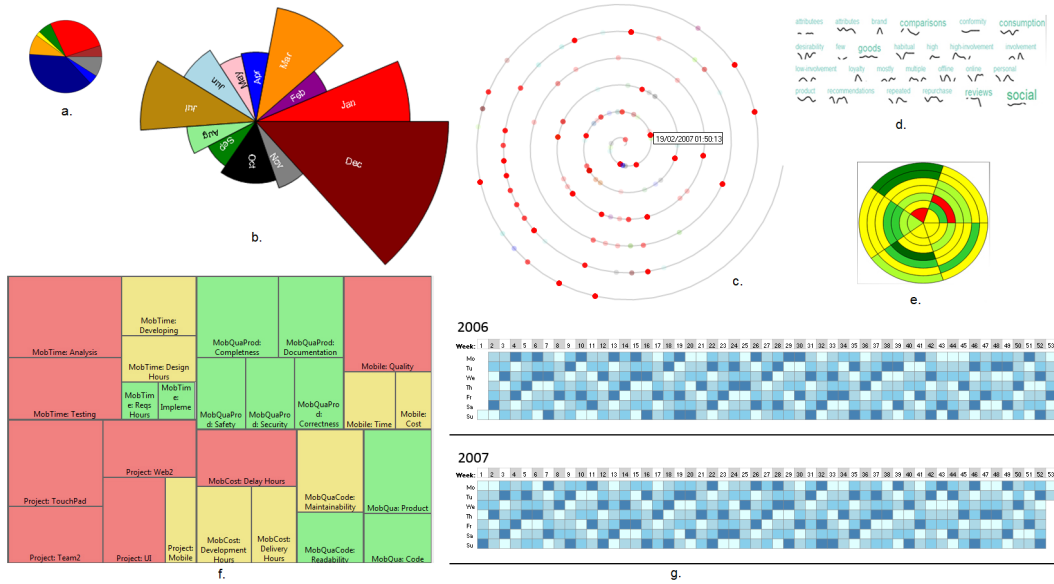 a.
Jan
Feb
Mar
Apr
May
Jun
Jul
Aug
Sep
Oct
Nov
Dec
b.
19/02/2007 01:50:13
c.
attributees attributes brand comparisons conformity consumption
desirability few goods habitual high high-involvement involvement
low-involvement loyalty mostly multiple offline online personal
product recommendations repeated repurchase reviews social
d.
e.
MobTime: Analysis
MobTime:
Developing
MobTime: Design
Hours
MobTim
e: Reqs
Hours
MobTim
e:
Impleme
MobTime: Testing
MobQuaProd:
Completness
MobQuaProd:
Documentation
MobQuaPro
d: Safety
MobQuaPro
d: Security
MobQuaPro
d:
Correctness
Mobile: Quality
Mobile: Time
Mobile:
Cost
Project: TouchPad
Project: Web2
Project: Team2
Project: UI
Project:
Mobile
MobCost: Delay Hours
MobCost:
Development
Hours
MobCost:
Delivery
Hours
MobQuaCode:
Maintainability
MobQuaCode:
Readability
MobQua: Product
MobQua: Code
f.
2006
Week: 1 2 3 4 5 6 7 8 9 10 11 12 13 14 15 16 17 18 19 20 21 22 23 24 25 26 27 28 29 30 31 32 33 34 35 36 37 38 39 40 41 42 43 44 45 46 47 48 49 50 51 52 53
Mo
Tu
We
Th
Fr
Sa
Su
2007
Week: 1 2 3 4 5 6 7 8 9 10 11 12 13 14 15 16 17 18 19 20 21 22 23 24 25 26 27 28 29 30 31 32 33 34 35 36 37 38 39 40 41 42 43 44 45 46 47 48 49 50 51 52 53
Mo
Tu
We
Th
Fr
Sa
Su
g.